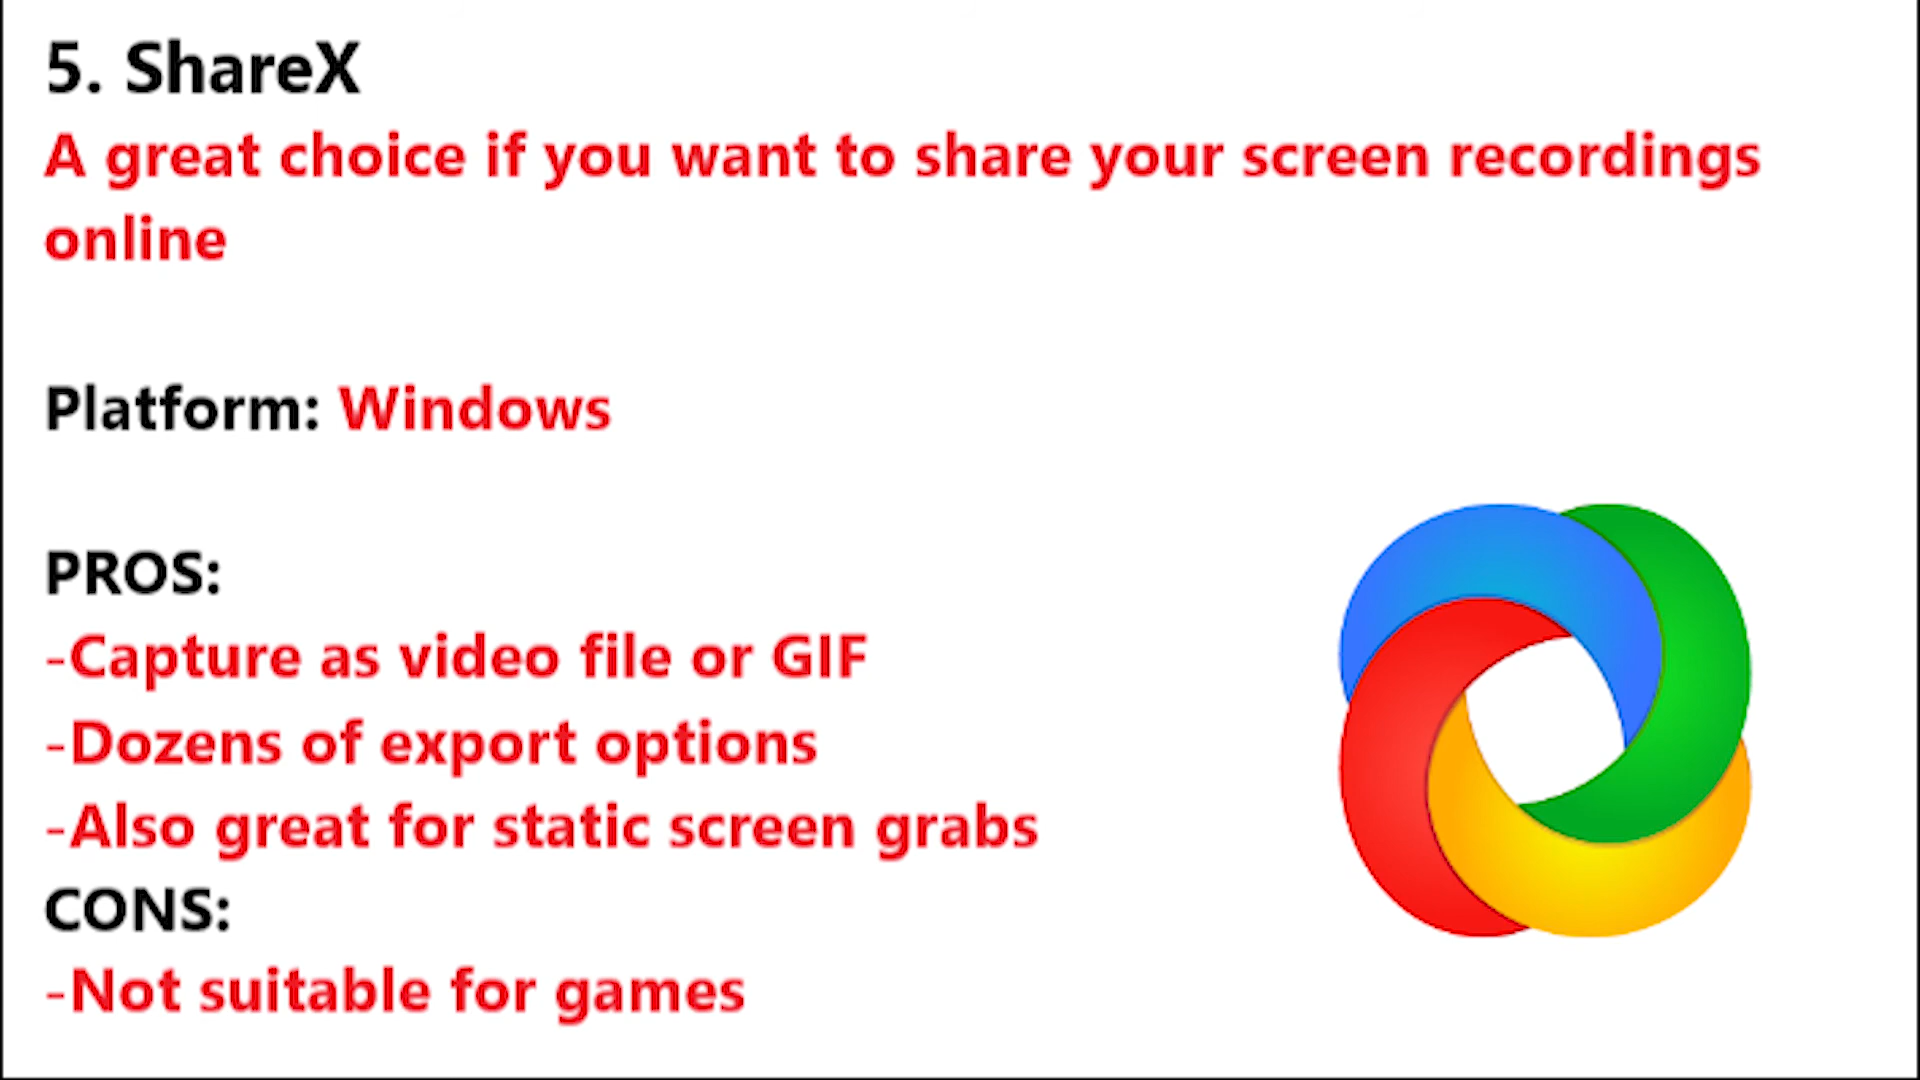 5. ShareX
A great choice if you want to share your screen recordings
online
Platform: Windows
PROS:
-Capture as video file or GIF
-Dozens of export options
-Also great for static screen grabs
CONS:
-Not suitable for games